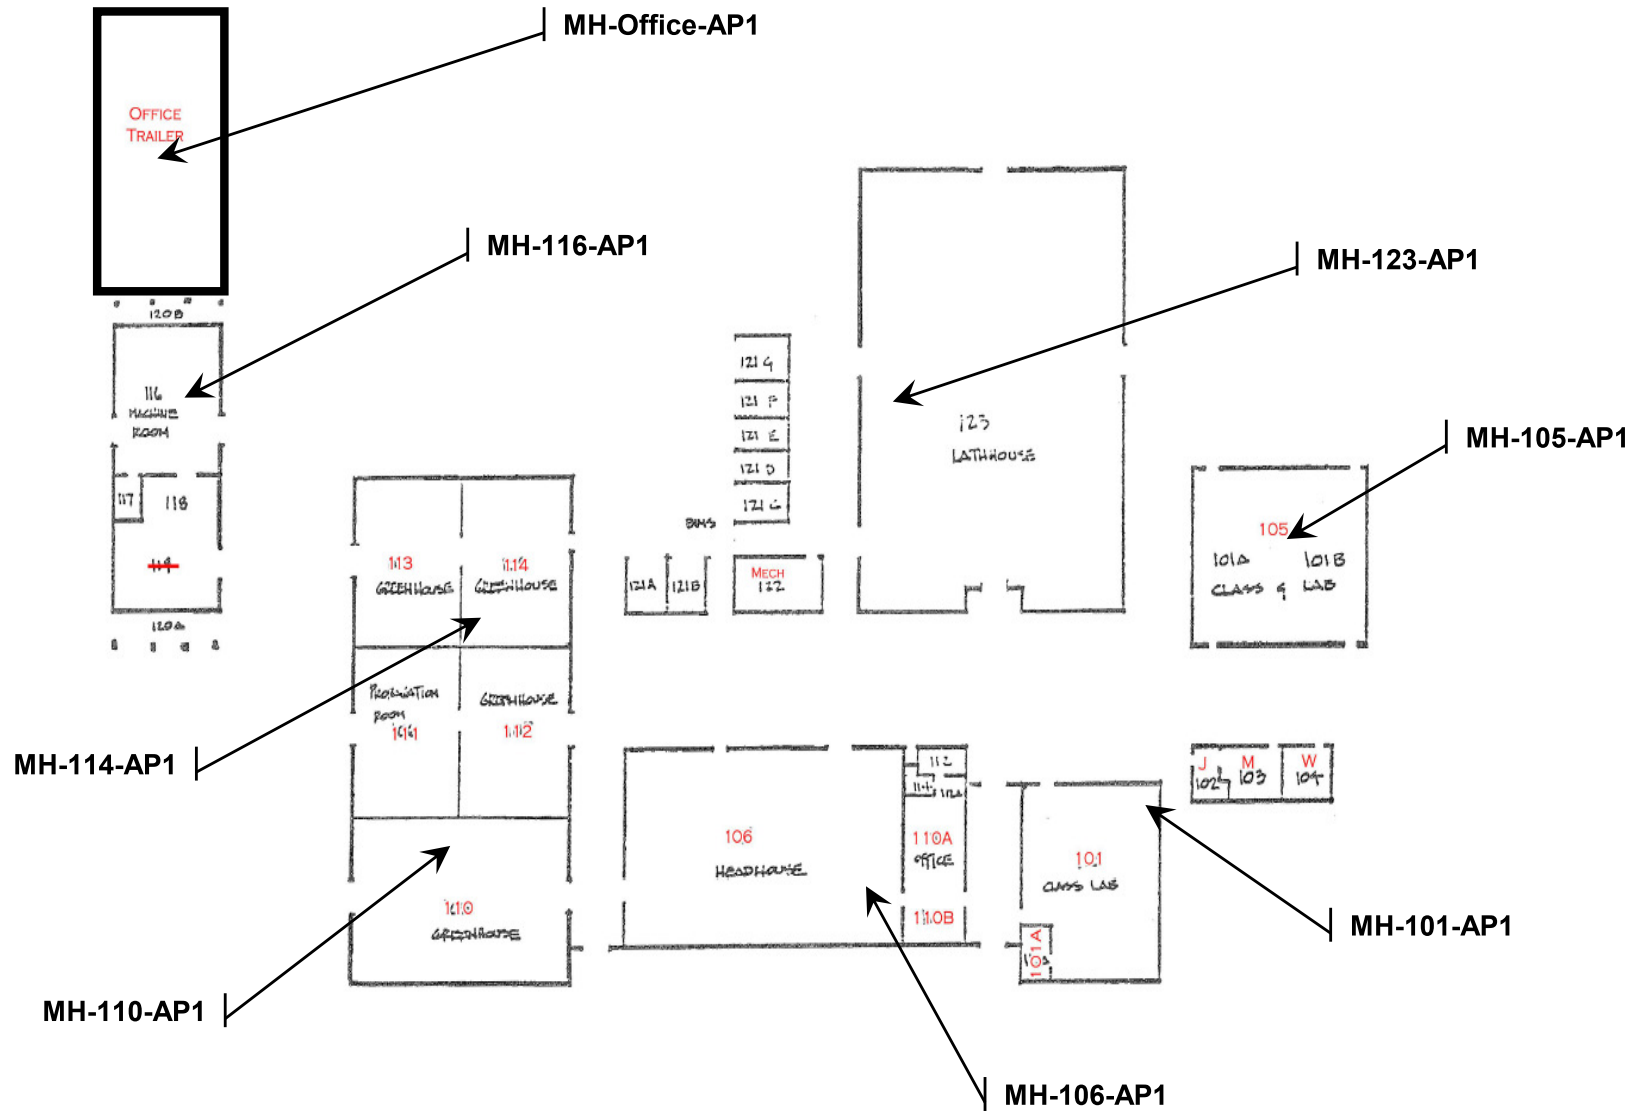 MH-Office-AP1
OFFICE
TRAILER
MH-116-AP1
MH-123-AP1
120B
116
MACHINE
ROOM
117
118
120A
121 G
121 F
121 E
121 D
121 C
BINS
121A
121B
MECH
122
123
LATHHOUSE
MH-105-AP1
105
101A
101B
CLASS & LAB
113
GREENHOUSE
114
GREENHOUSE
PROPAGATION
ROOM
111
GREENHOUSE
112
MH-114-AP1
110
GREENHOUSE
MH-110-AP1
106
HEADHOUSE
112
114
112A
110A
OFFICE
110B
101
CLASS LAB
101A
J
102
M
103
W
104
MH-101-AP1
MH-106-AP1